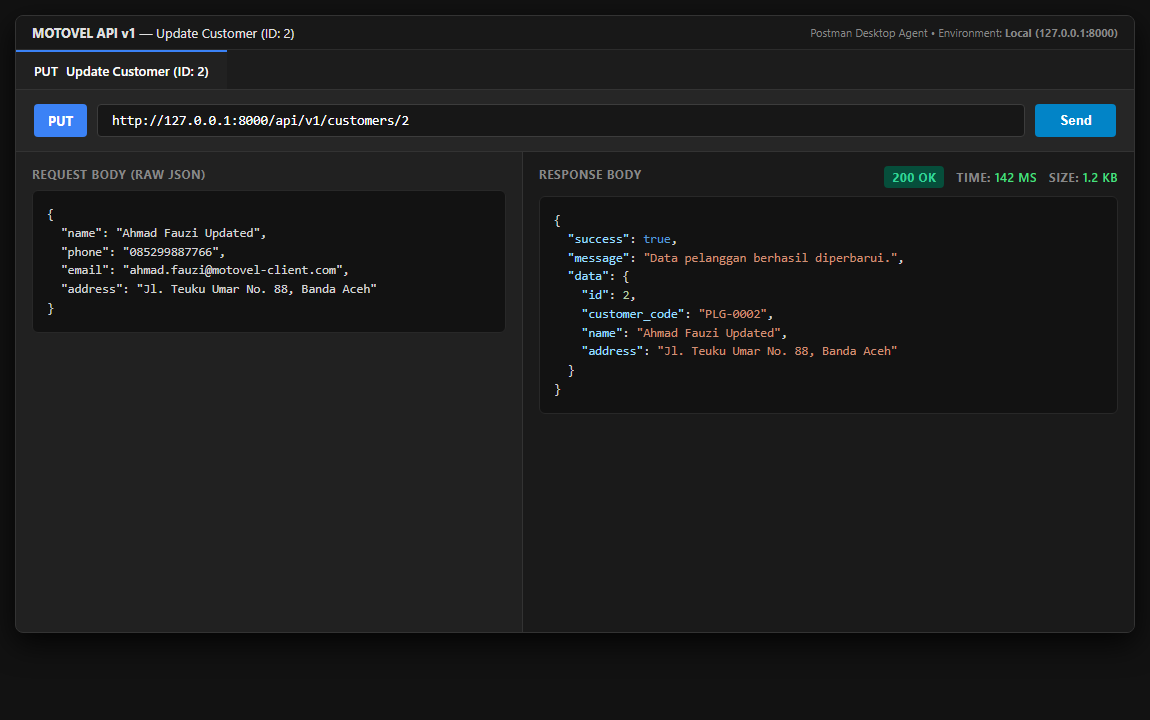 MOTOVEL API v1 — Update Customer (ID: 2)
Postman Desktop Agent • Environment: Local (127.0.0.1:8000)
PUT Update Customer (ID: 2)
PUT
http://127.0.0.1:8000/api/v1/customers/2
Send
REQUEST BODY (RAW JSON)
{
  "name": "Ahmad Fauzi Updated",
  "phone": "085299887766",
  "email": "ahmad.fauzi@motovel-client.com",
  "address": "Jl. Teuku Umar No. 88, Banda Aceh"
}
RESPONSE BODY
200 OK TIME: 142 MS SIZE: 1.2 KB
{
  "success": true,
  "message": "Data pelanggan berhasil diperbarui.",
  "data": {
    "id": 2,
    "customer_code": "PLG-0002",
    "name": "Ahmad Fauzi Updated",
    "address": "Jl. Teuku Umar No. 88, Banda Aceh"
  }
}